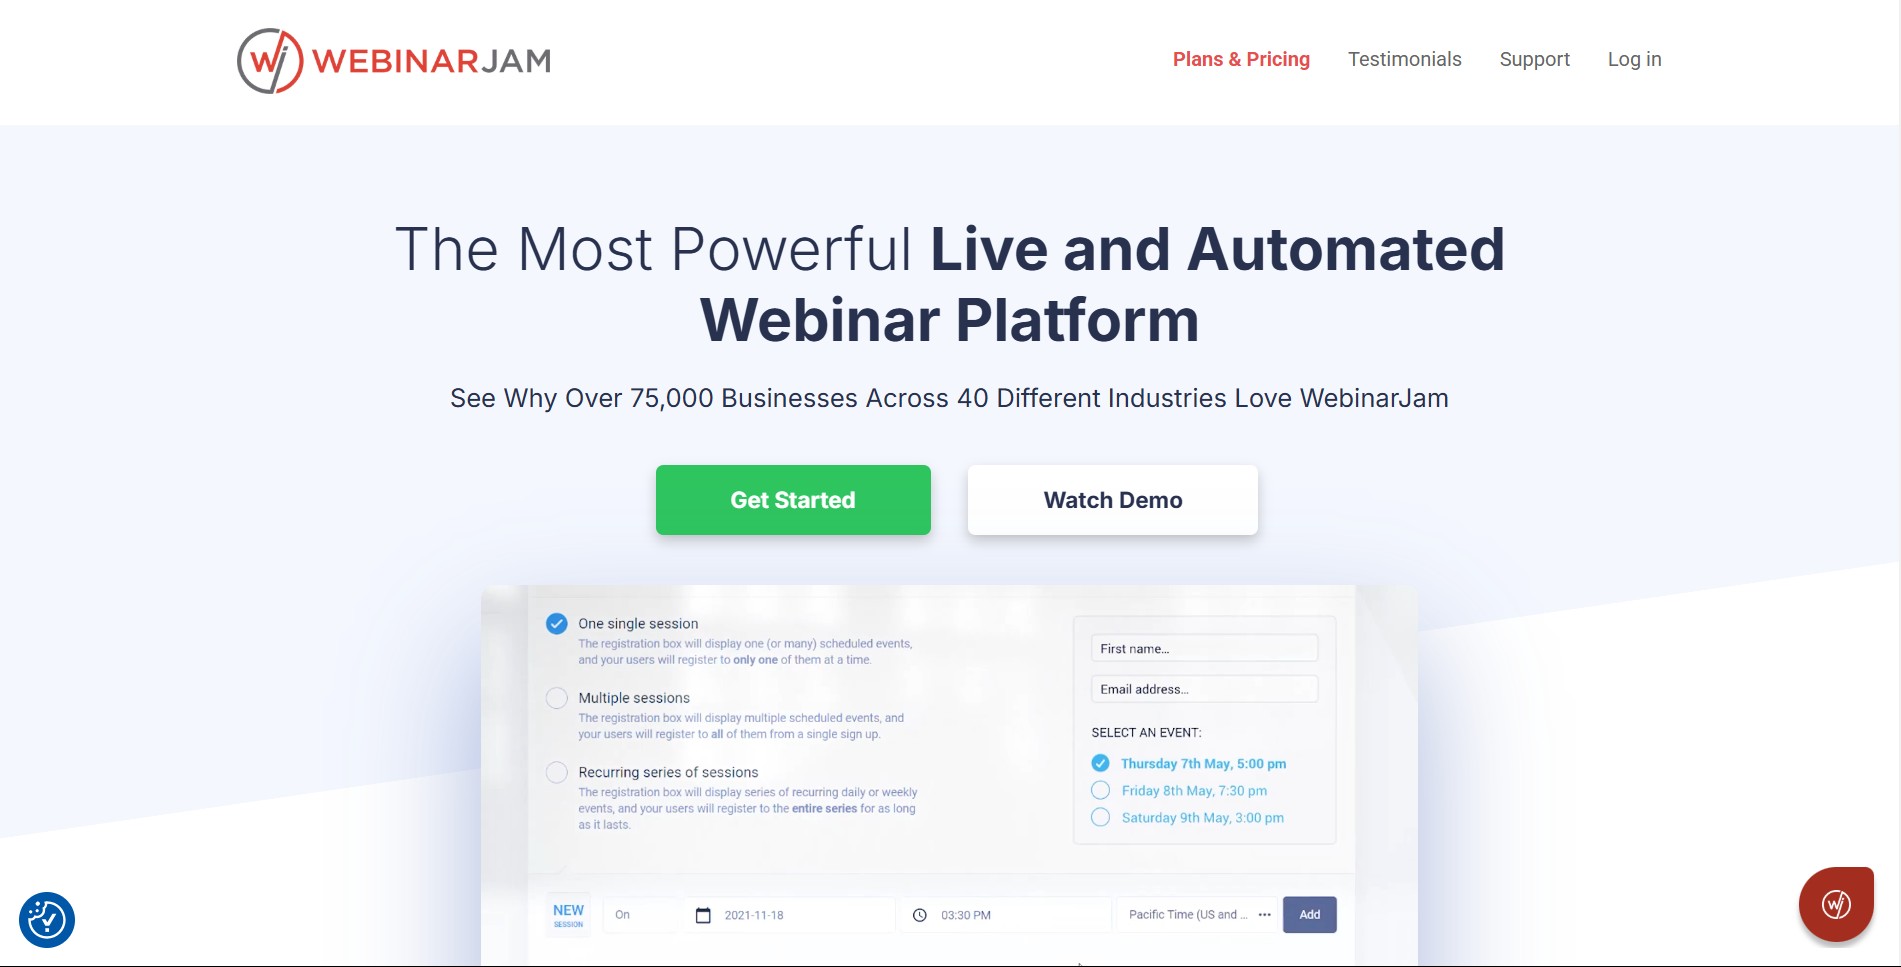 WEBINARJAM
Plans & Pricing
Testimonials
Support
Log in
The Most Powerful Live and Automated
Webinar Platform
See Why Over 75,000 Businesses Across 40 Different Industries Love WebinarJam
Get Started
Watch Demo
One single session
The registration box will display one (or many) scheduled events,
and your users will register to only one of them at a time.
Multiple sessions
The registration box will display multiple scheduled events, and
your users will register to all of them from a single sign up.
Recurring series of sessions
The registration box will display series of recurring daily or weekly
events, and your users will register to the entire series for as long
as it lasts.
First name...
Email address...
SELECT AN EVENT:
Thursday 7th May, 5:00 pm
Friday 8th May, 7:30 pm
Saturday 9th May, 3:00 pm
NEW
SESSION
On
2021-11-18
03:30 PM
Pacific Time (US and ...
Add